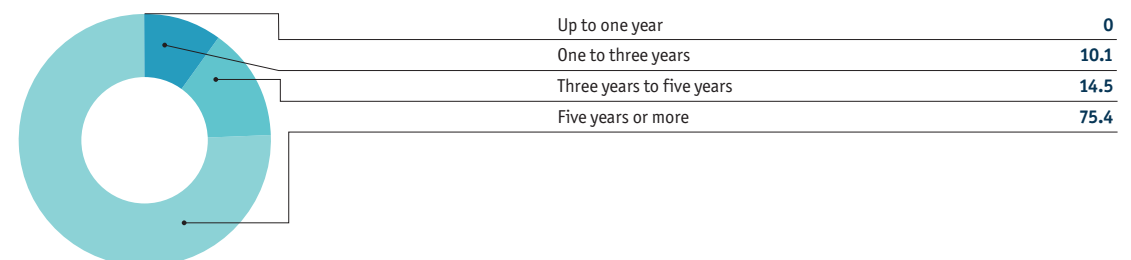 Up to one year 0
One to three years 10.1
Three years to five years 14.5
Five years or more 75.4